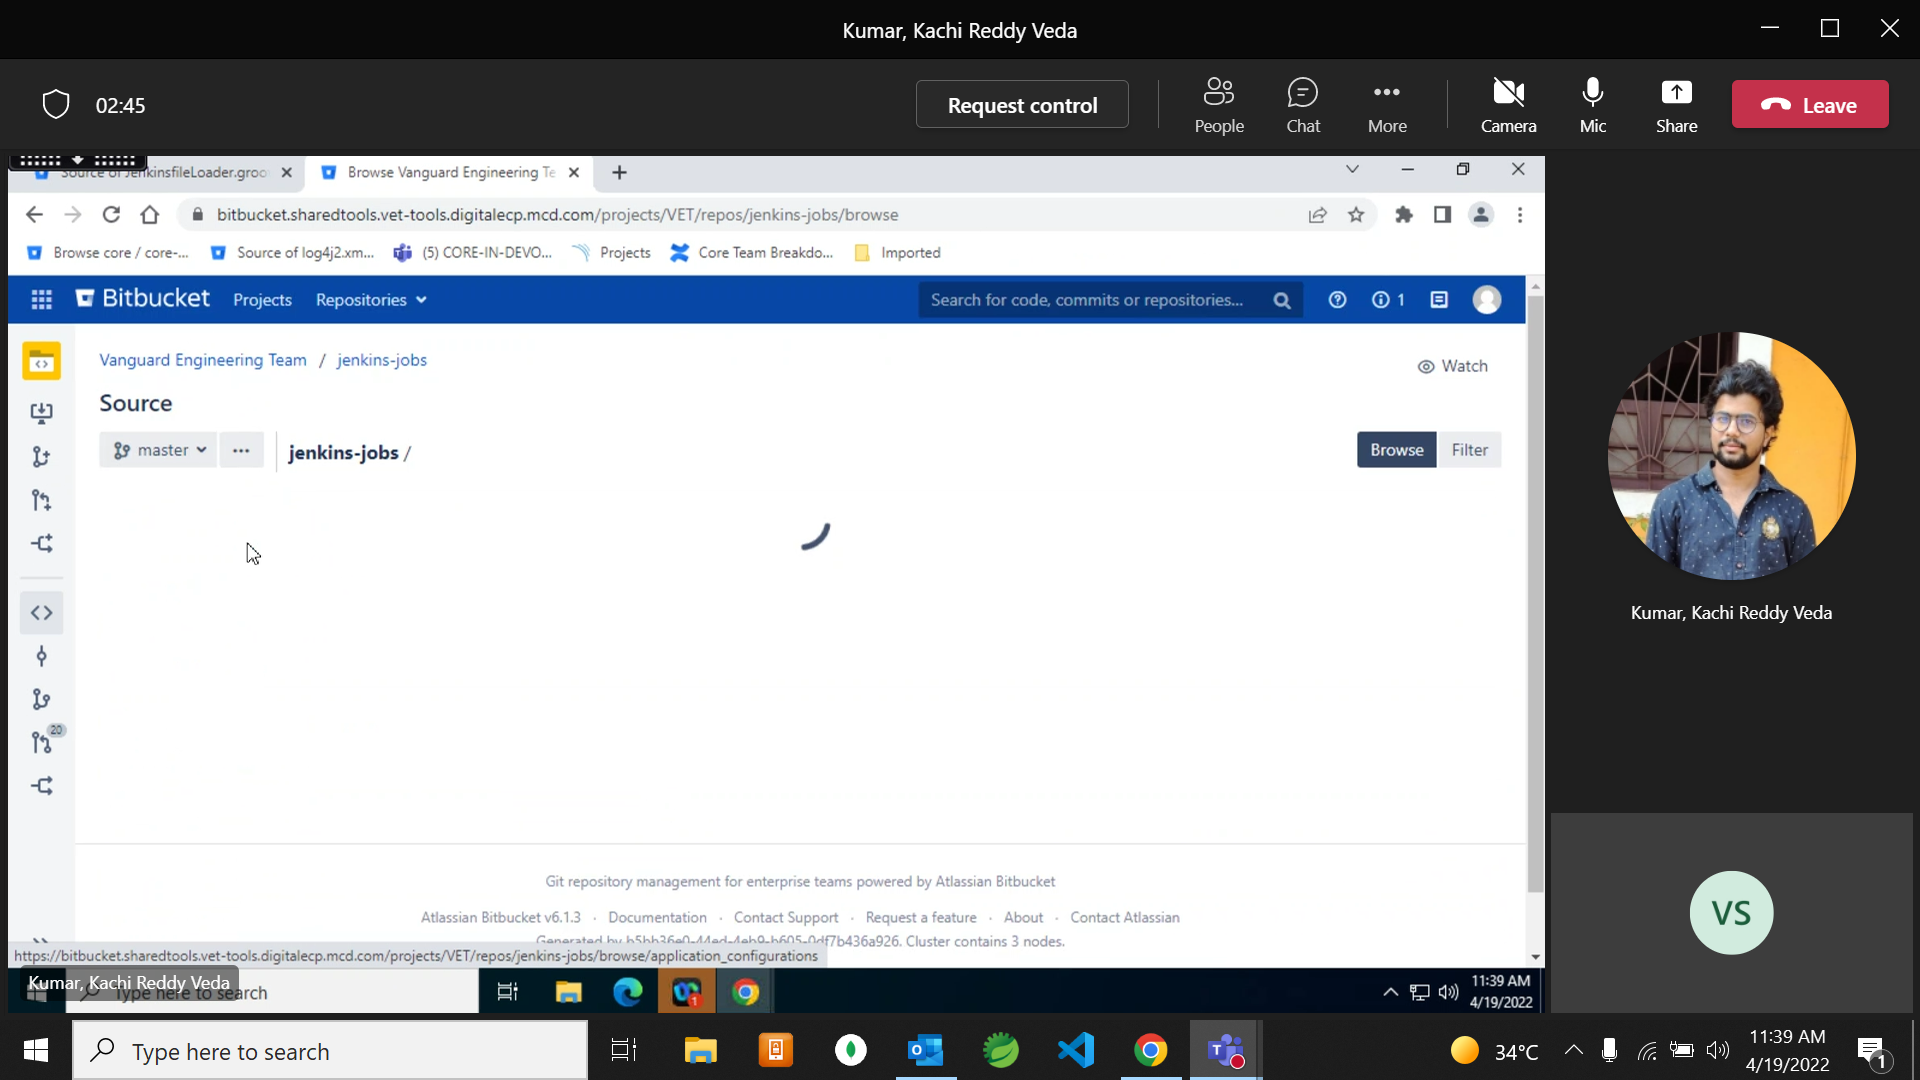 Kumar, Kachi Reddy Veda
02:45
Request control
People
Chat
More
Camera
Mic
Share
Leave
Source of JenkinsfileLoader.groo
Browse Vanguard Engineering Te
bitbucket.sharedtools.vet-tools.digitalecp.mcd.com/projects/VET/repos/jenkins-jobs/browse
Browse core / core-...
Source of log4j2.xm...
(5) CORE-IN-DEVO...
Projects
Core Team Breakdo...
Imported
Bitbucket
Projects
Repositories
Search for code, commits or repositories...
1
Vanguard Engineering Team / jenkins-jobs
Watch
Source
master
jenkins-jobs /
Browse
Filter
20
Git repository management for enterprise teams powered by Atlassian Bitbucket
Atlassian Bitbucket v6.1.3 · Documentation · Contact Support · Request a feature · About · Contact Atlassian
Generated by b5bb36e0-44ed-4eb9-b605-0df7b436a926. Cluster contains 3 nodes.
https://bitbucket.sharedtools.vet-tools.digitalecp.mcd.com/projects/VET/repos/jenkins-jobs/browse/application_configurations
Kumar, Kachi Reddy Veda
Type here to search
1
11:39 AM
4/19/2022
Kumar, Kachi Reddy Veda
VS
Type here to search
34°C
11:39 AM
4/19/2022
1